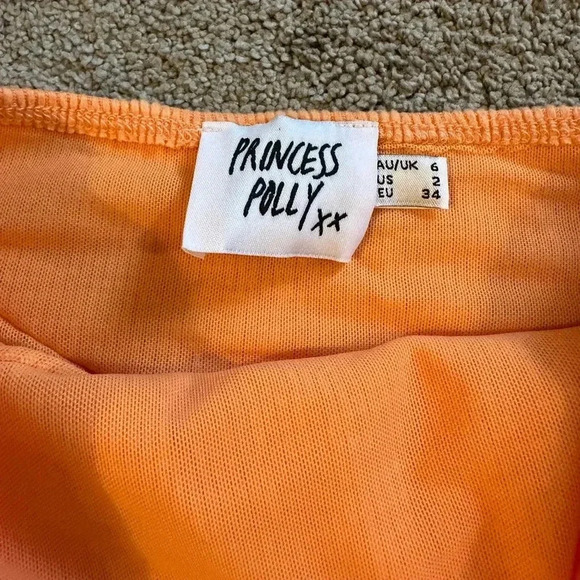 PRINCESS
POLLY xx
AU/UK 6
US 2
EU 34